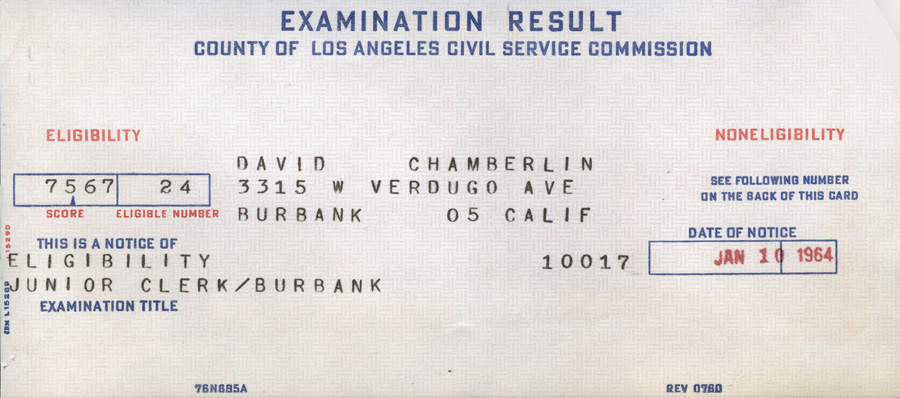 EXAMINATION RESULT
COUNTY OF LOS ANGELES CIVIL SERVICE COMMISSION
ELIGIBILITY
NONELIGIBILITY
DAVID CHAMBERLIN
7567 24
3315 W VERDUGO AVE
SEE FOLLOWING NUMBER
ON THE BACK OF THIS CARD
SCORE
ELIGIBLE NUMBER
BURBANK 05 CALIF
DATE OF NOTICE
THIS IS A NOTICE OF
JAN 10 1964
ELIGIBILITY
10017
JUNIOR CLERK/BURBANK
EXAMINATION TITLE
76N695A
REV 0760